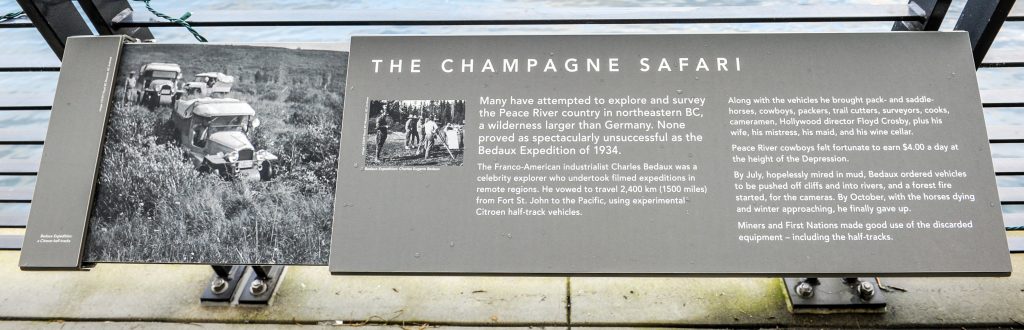 THE CHAMPAGNE SAFARI
Many have attempted to explore and survey
the Peace River country in northeastern BC,
a wilderness larger than Germany. None
proved as spectacularly unsuccessful as the
Bedaux Expedition of 1934.
The Franco-American industrialist Charles Bedaux was a
celebrity explorer who undertook filmed expeditions in
remote regions. He vowed to travel 2,400 km (1500 miles)
from Fort St. John to the Pacific, using experimental
Citroen half-track vehicles.
Along with the vehicles he brought pack- and saddle-
horses, cowboys, packers, trail cutters, surveyors, cooks,
cameramen, Hollywood director Floyd Crosby, plus his
wife, his mistress, his maid, and his wine cellar.
Peace River cowboys felt fortunate to earn $4.00 a day at
the height of the Depression.
By July, hopelessly mired in mud, Bedaux ordered vehicles
to be pushed off cliffs and into rivers, and a forest fire
started, for the cameras. By October, with the horses dying
and winter approaching, he finally gave up.
Miners and First Nations made good use of the discarded
equipment – including the half-tracks.
Bedaux Expedition: Charles Eugene Bedaux
Bedaux Expedition:
a Citroen half-tracks